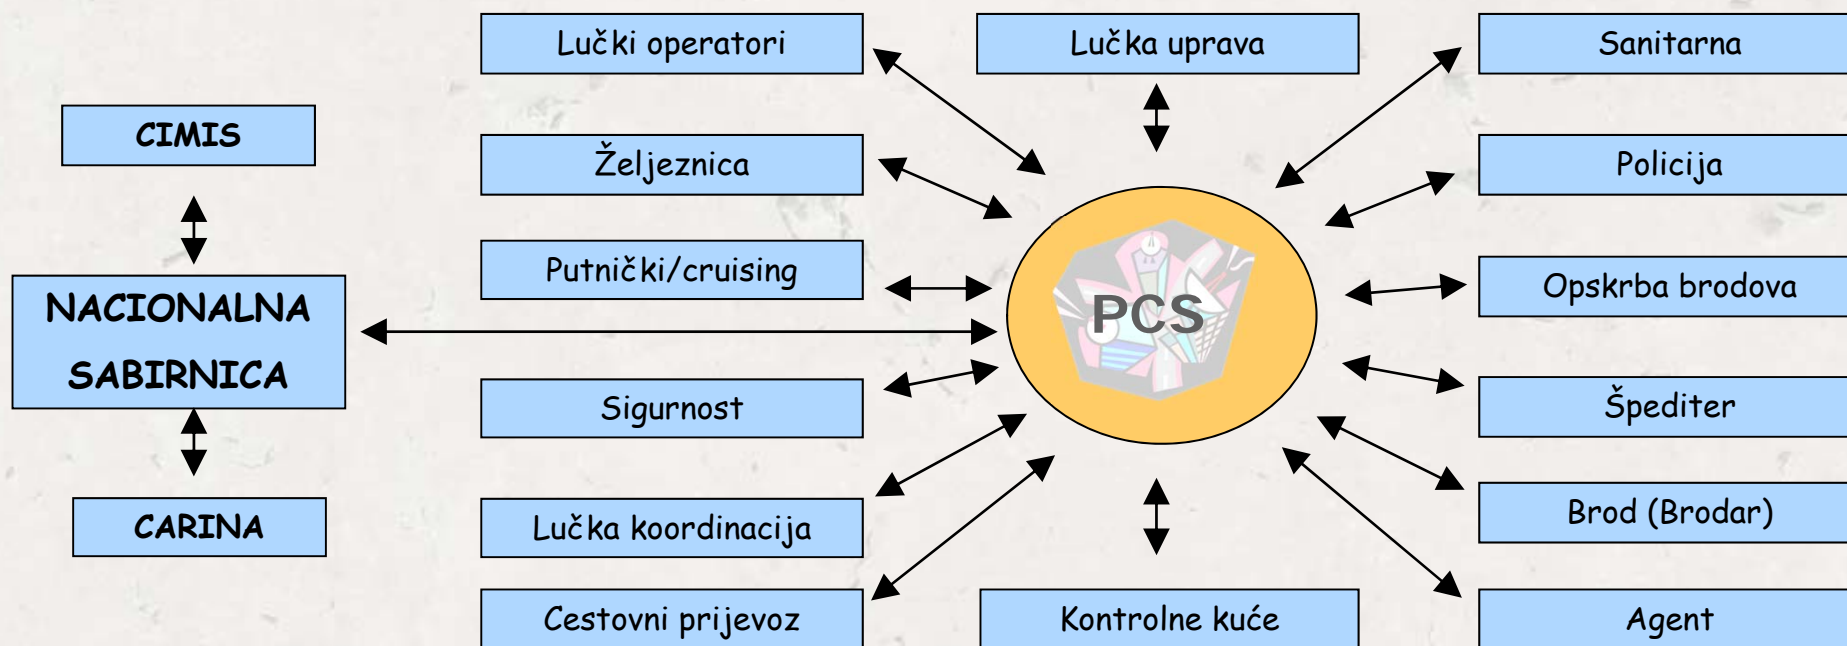 Lučki operatori
Lučka uprava
Sanitarna
CIMIS
Željeznica
Policija
Putnički/cruising
Opskrba brodova
NACIONALNA
SABIRNICA
PCS
Sigurnost
Špediter
CARINA
Lučka koordinacija
Brod (Brodar)
Cestovni prijevoz
Kontrolne kuće
Agent